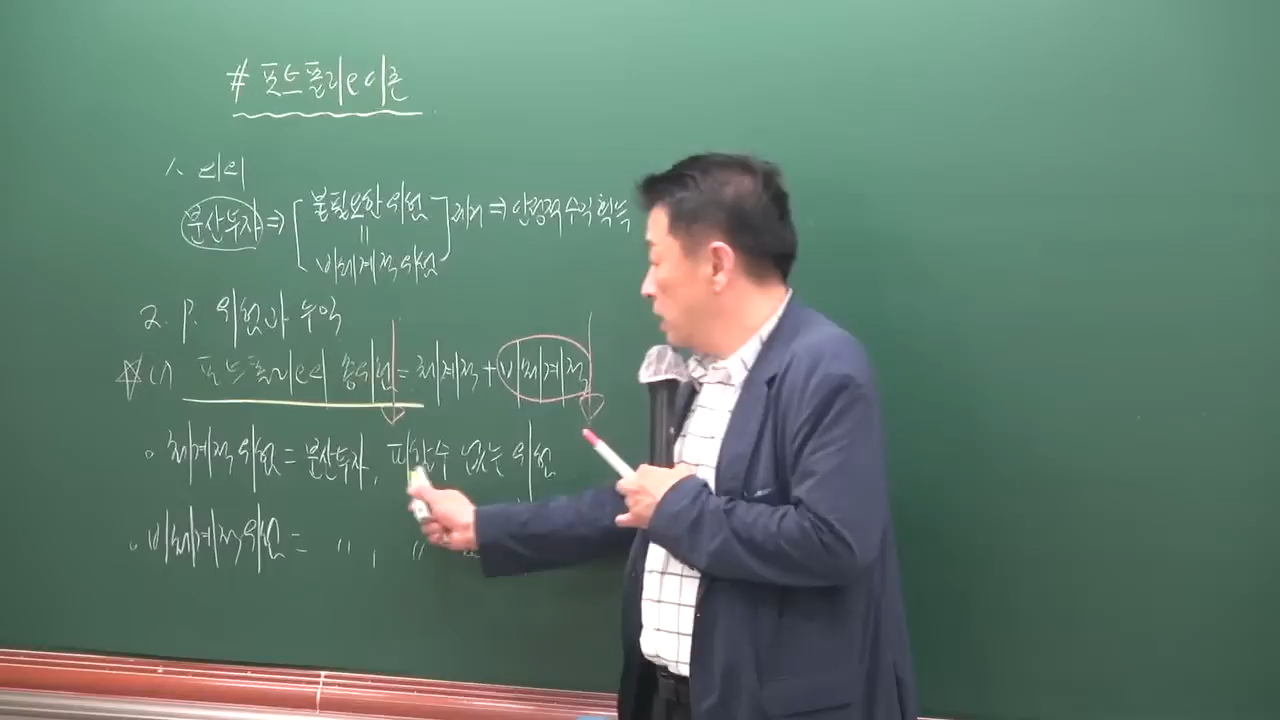 # 포트폴리오이론
1. 의의
분산투자 ⇒ [ 불필요한 위험 ] 제거 ⇒ 안정적 수익 획득
=
비체계적위험
2. P. 위험과 수익
☆ (1) 포트폴리오의 총위험 = 체계적 + 비체계적
• 체계적위험 = 분산투자, 피할 수 없는 위험
• 비체계적위험 = 〃 , 〃